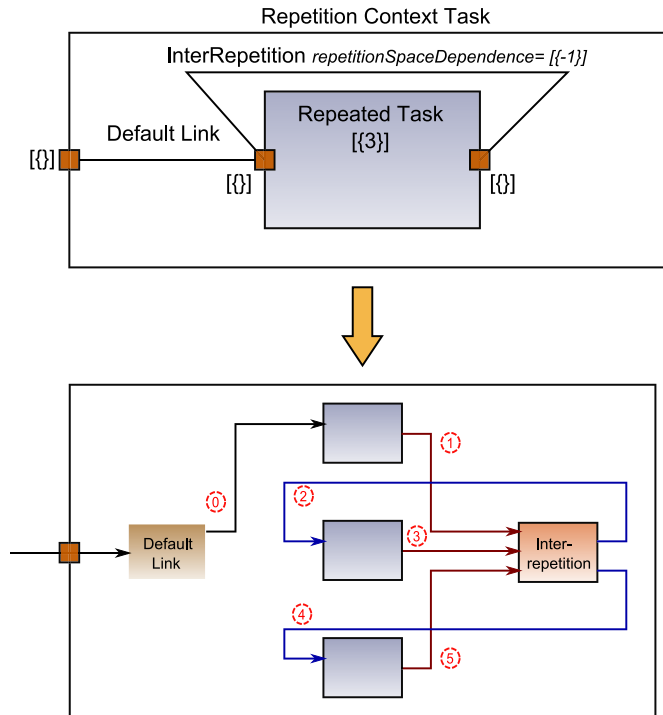 Repetition Context Task
InterRepetition repetitionSpaceDependence= [{-1}]
Repeated Task
[{3}]
Default Link
[{}]
[{}]
[{}]
0
1
2
3
Default
Link
Inter-
repetition
4
5